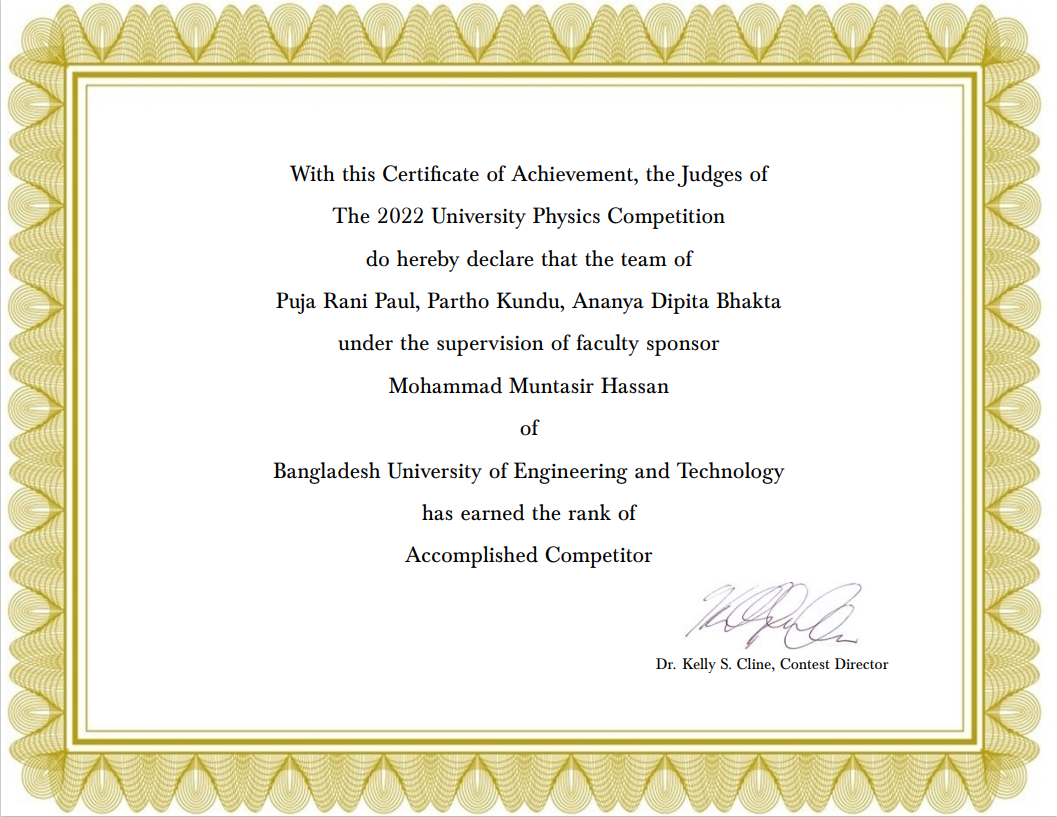 With this Certificate of Achievement, the Judges of
The 2022 University Physics Competition
do hereby declare that the team of
Puja Rani Paul, Partho Kundu, Ananya Dipita Bhakta
under the supervision of faculty sponsor
Mohammad Muntasir Hassan
of
Bangladesh University of Engineering and Technology
has earned the rank of
Accomplished Competitor
Dr. Kelly S. Cline, Contest Director